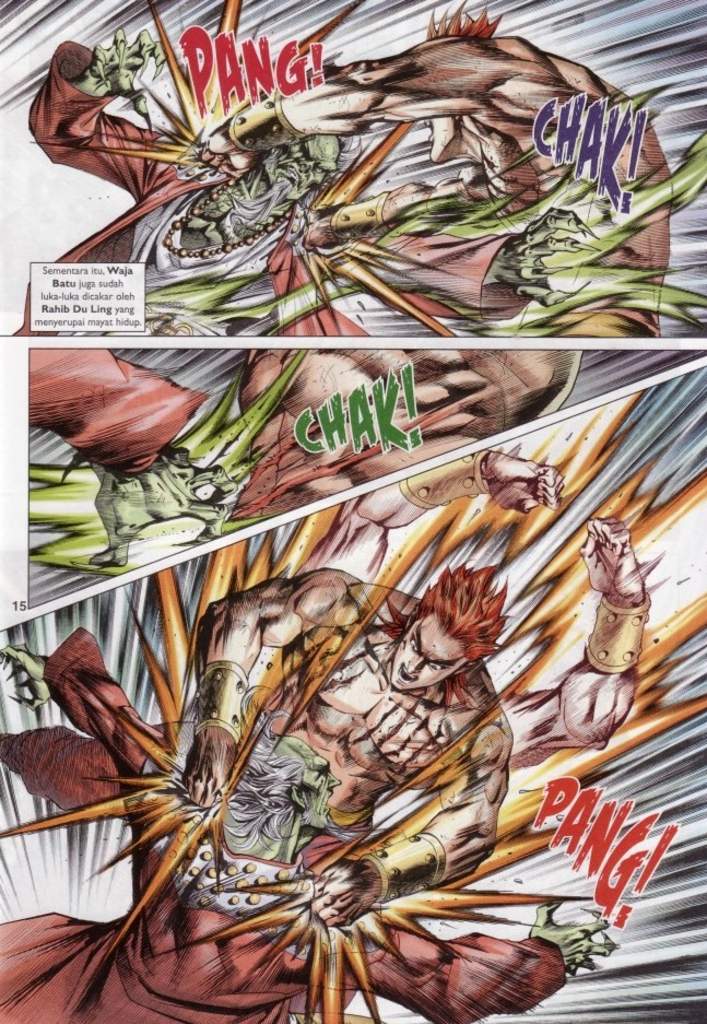 PANG!
CHAK!
Sementara itu, Waja
Batu juga sudah
luka-luka dicakar oleh
Rahib Du Ling yang
menyerupai mayat hidup.
CHAK!
15
PANG!